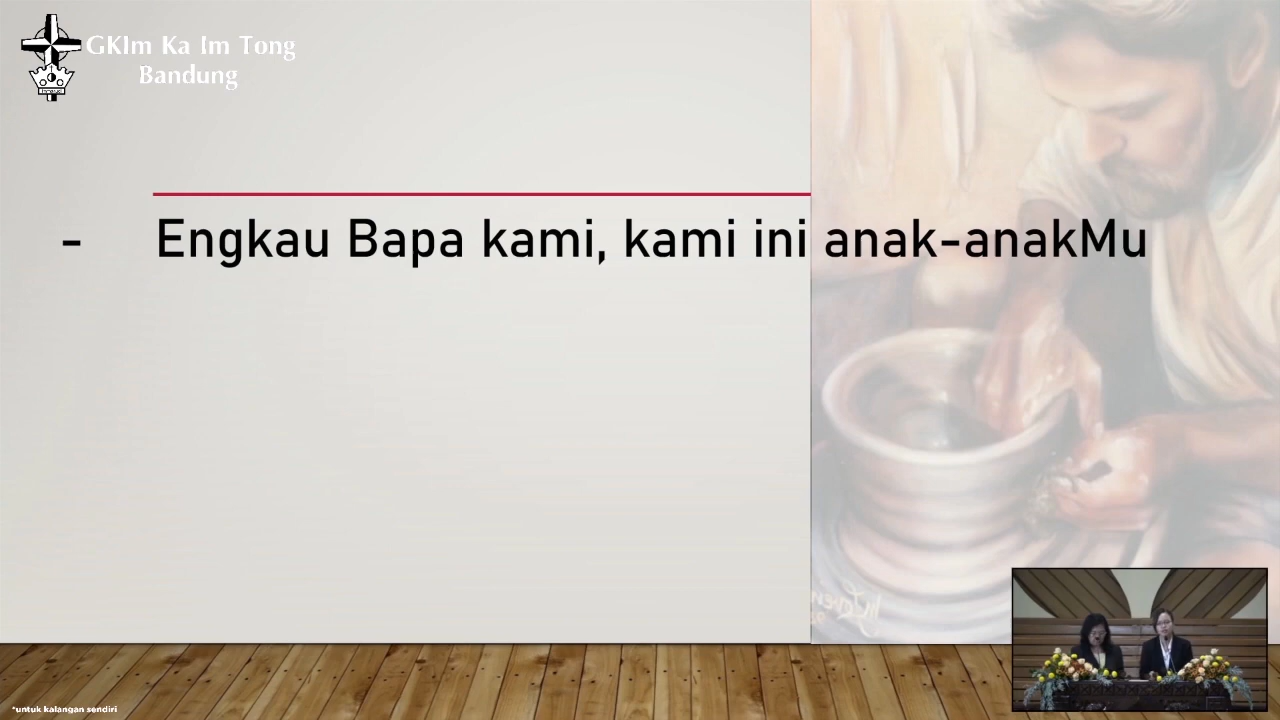 GKIm Ka Im Tong
Bandung
- Engkau Bapa kami, kami ini anak-anakMu
*untuk kalangan sendiri